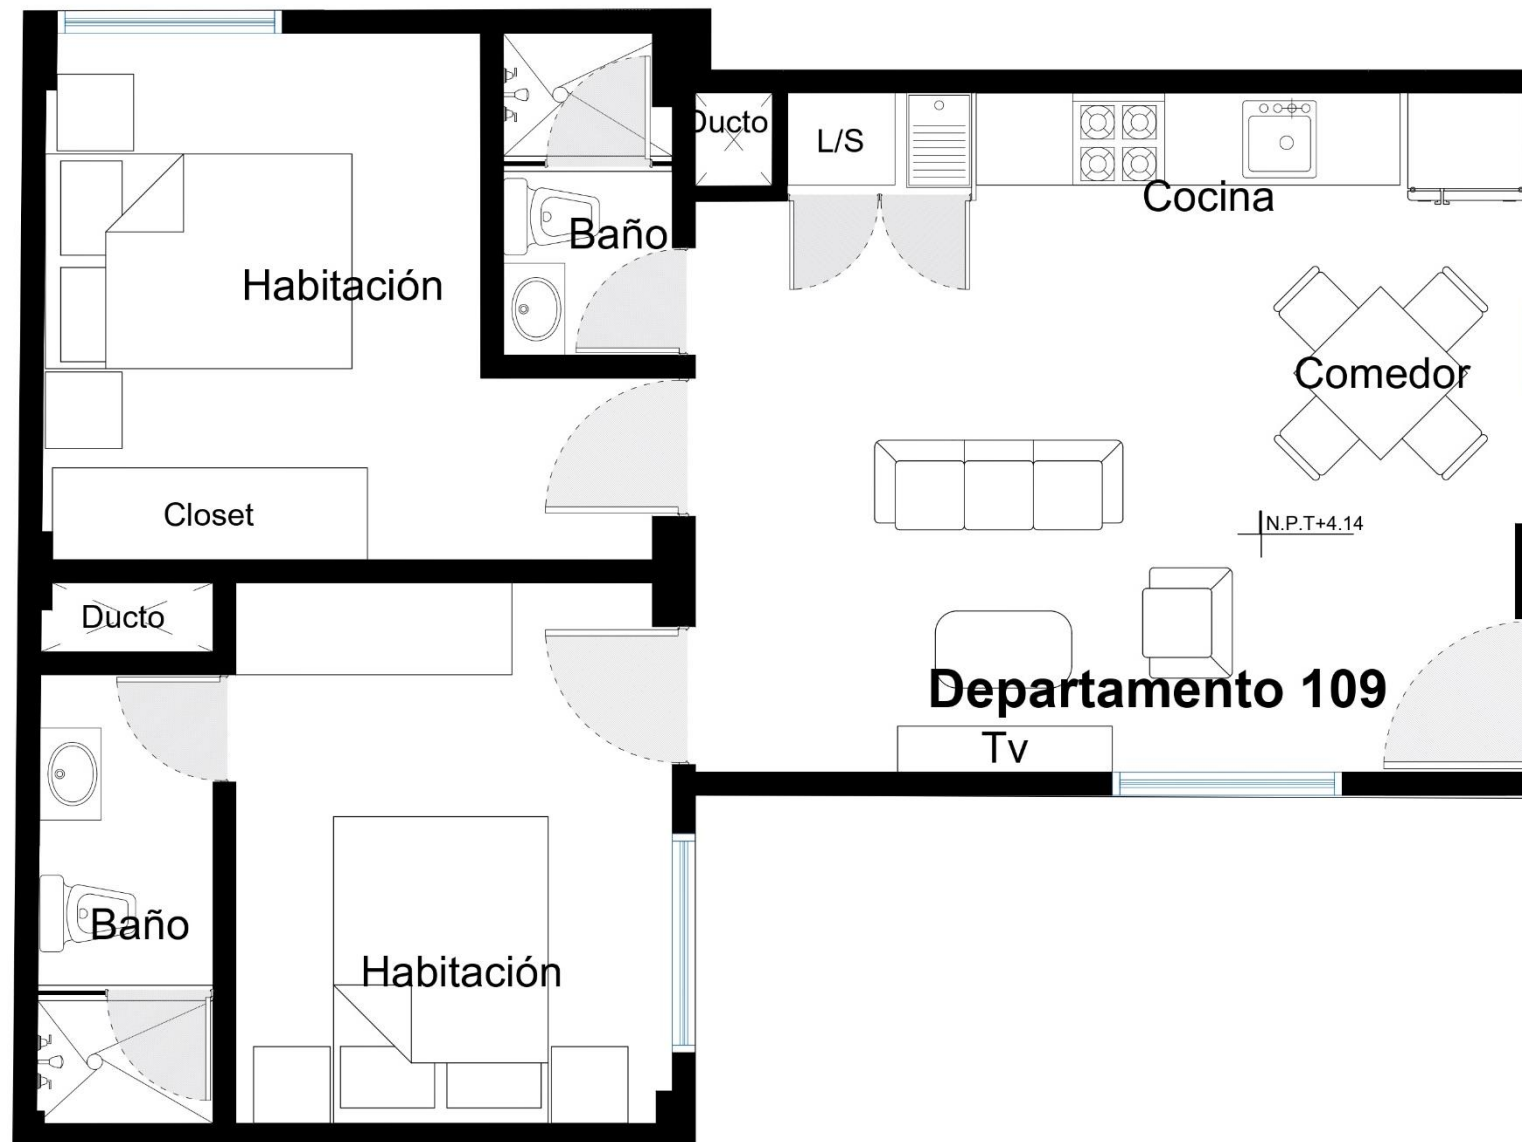 Ducto
L/S
Cocina
Baño
Habitación
Comedor
Closet
N.P.T+4.14
Ducto
Departamento 109
Tv
Baño
Habitación